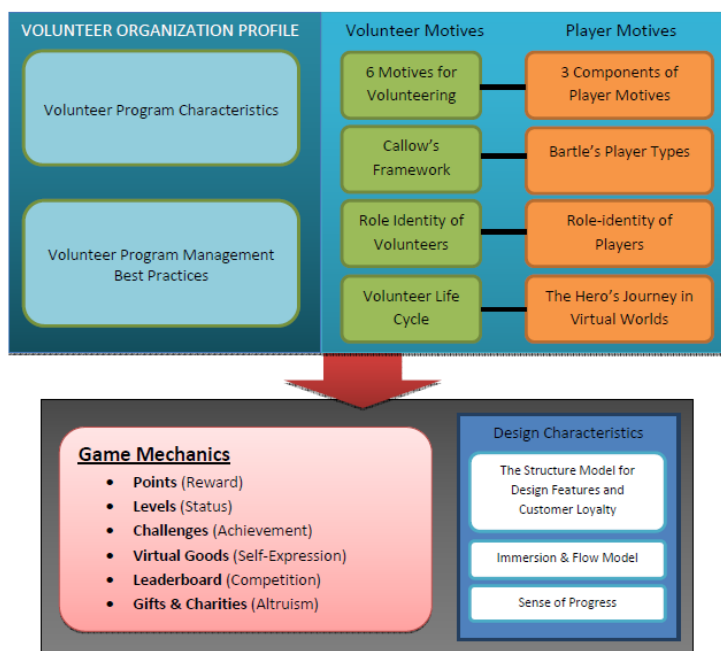 VOLUNTEER ORGANIZATION PROFILE
Volunteer Program Characteristics
Volunteer Program Management
Best Practices
Volunteer Motives
Player Motives
6 Motives for
Volunteering
3 Components of
Player Motives
Callow's
Framework
Bartle's Player Types
Role Identity of
Volunteers
Role-identity of
Players
Volunteer Life
Cycle
The Hero's Journey in
Virtual Worlds
Game Mechanics
• Points (Reward)
• Levels (Status)
• Challenges (Achievement)
• Virtual Goods (Self-Expression)
• Leaderboard (Competition)
• Gifts & Charities (Altruism)
Design Characteristics
The Structure Model for
Design Features and
Customer Loyalty
Immersion & Flow Model
Sense of Progress